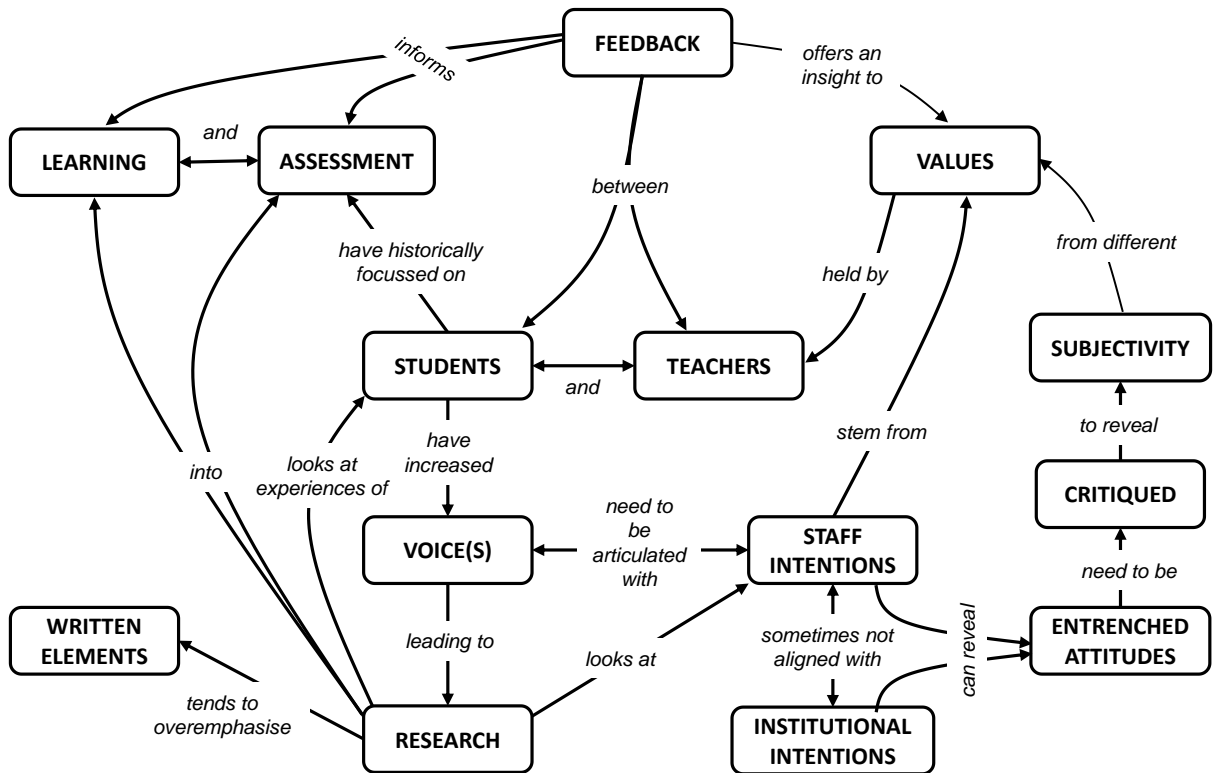 FEEDBACK
informs
offers an
insight to
and
LEARNING
ASSESSMENT
VALUES
between
have historically
focussed on
held by
from different
STUDENTS
TEACHERS
and
SUBJECTIVITY
have
increased
looks at
experiences of
into
stem from
to reveal
CRITIQUED
need to
be
articulated
with
VOICE(S)
STAFF
INTENTIONS
need to be
WRITTEN
ELEMENTS
leading to
looks at
sometimes not
aligned with
can reveal
ENTRENCHED
ATTITUDES
tends to
overemphasise
RESEARCH
INSTITUTIONAL
INTENTIONS